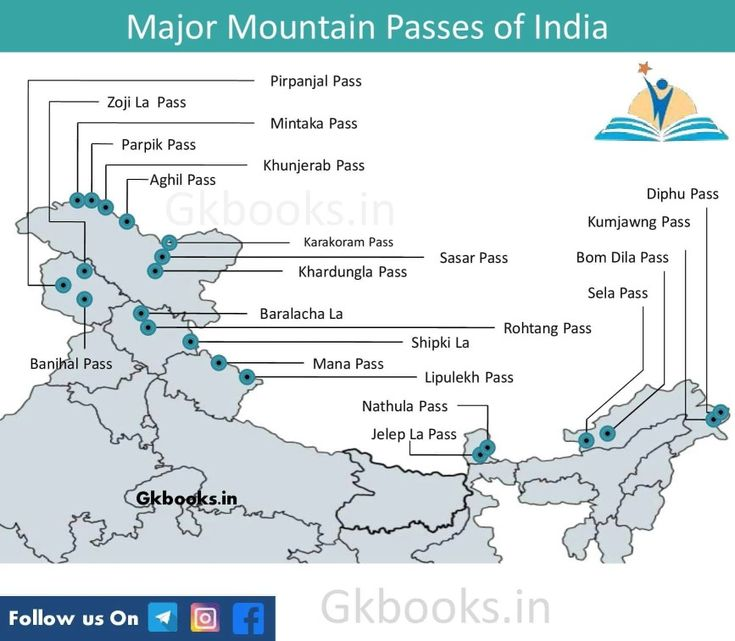 Major Mountain Passes of India
Pirpanjal Pass
Zoji La Pass
Mintaka Pass
Parpik Pass
Khunjerab Pass
Aghil Pass
Gkbooks.in
Diphu Pass
Kumjawng Pass
Karakoram Pass
Sasar Pass
Bom Dila Pass
Khardungla Pass
Sela Pass
Baralacha La
Rohtang Pass
Shipki La
Banihal Pass
Mana Pass
Lipulekh Pass
Nathula Pass
Jelep La Pass
Gkbooks.in
Gkbooks.in
Follow us On